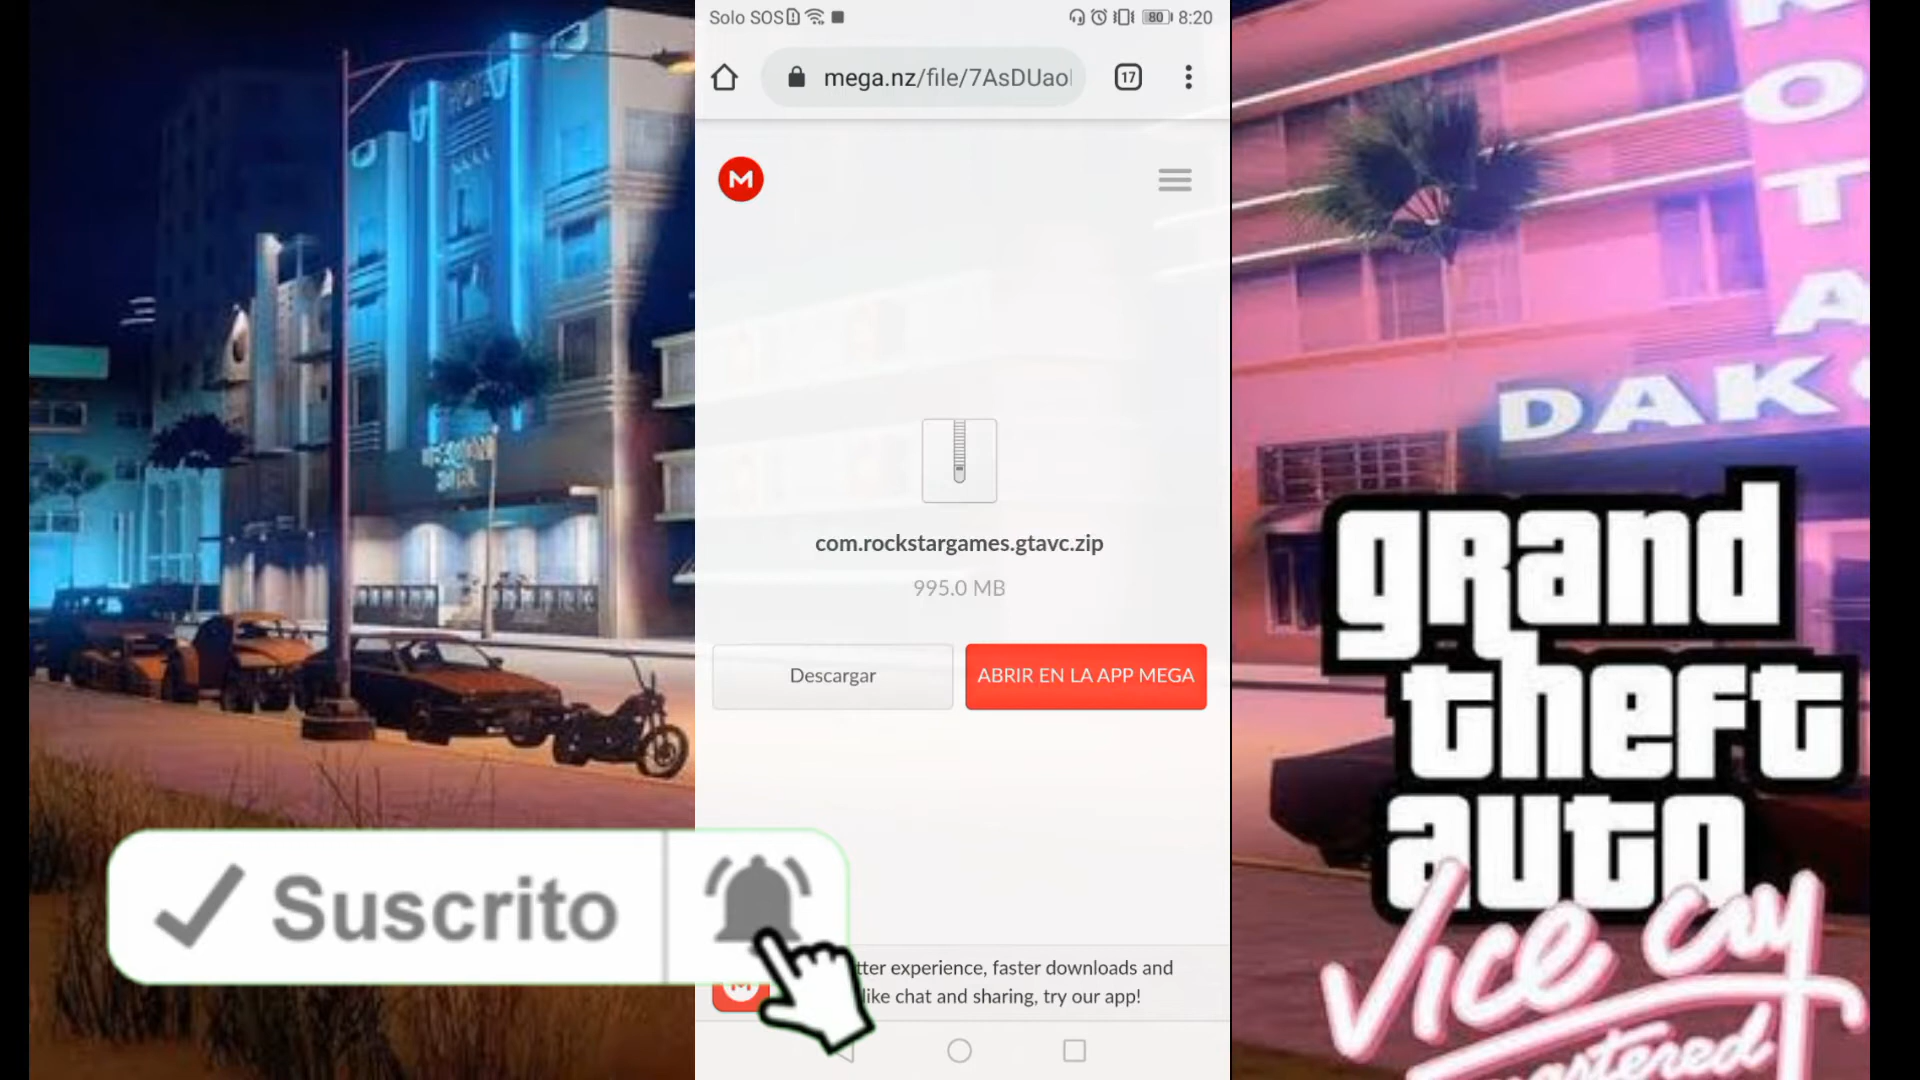 Solo SOS
80
8:20
mega.nz/file/7AsDUao
17
M
com.rockstargames.gtavc.zip
995.0 MB
Descargar
ABRIR EN LA APP MEGA
tter experience, faster downloads and
like chat and sharing, try our app!
Suscrito
O
T
A
DAK
grand
theft
auto
Vice City